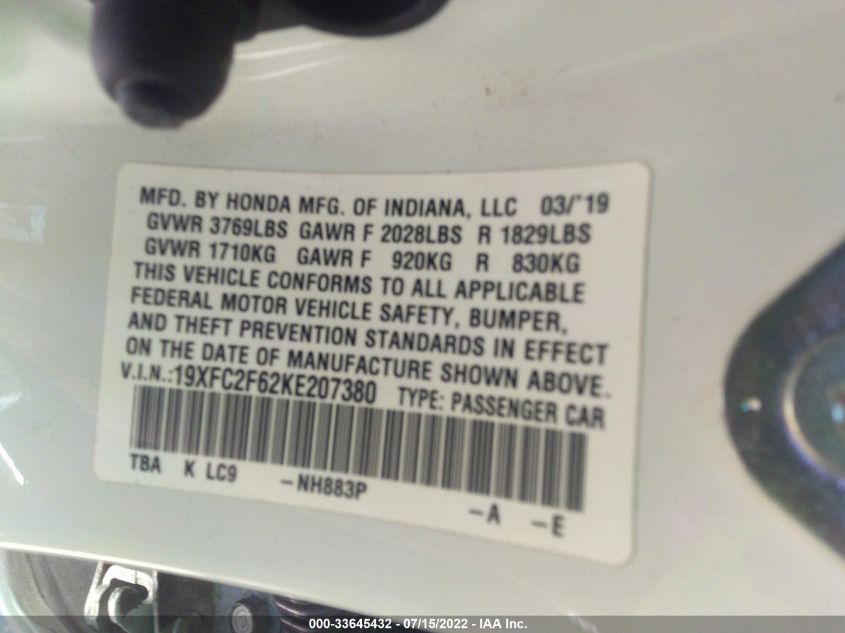 MFD. BY HONDA MFG. OF INDIANA, LLC 03/'19
GVWR 3769LBS GAWR F 2028LBS R 1829LBS
GVWR 1710KG GAWR F 920KG R 830KG
THIS VEHICLE CONFORMS TO ALL APPLICABLE
FEDERAL MOTOR VEHICLE SAFETY, BUMPER,
AND THEFT PREVENTION STANDARDS IN EFFECT
ON THE DATE OF MANUFACTURE SHOWN ABOVE.
V.I.N.:19XFC2F62KE207380 TYPE: PASSENGER CAR
TBA K LC9 -NH883P -A -E
000-33645432 - 07/15/2022 - IAA Inc.